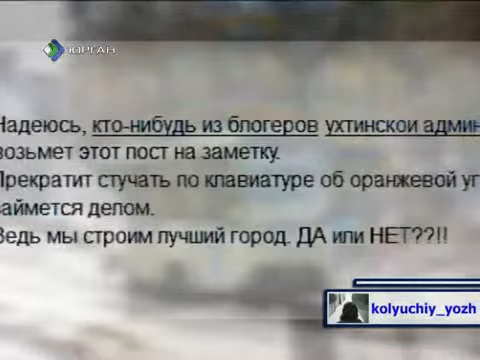 ЮРГАН
Надеюсь, кто-нибудь из блогеров ухтинской админ
возьмет этот пост на заметку.
Прекратит стучать по клавиатуре об оранжевой уг
займется делом.
Ведь мы строим лучший город. ДА или НЕТ??!!
kolyuchiy_yozh